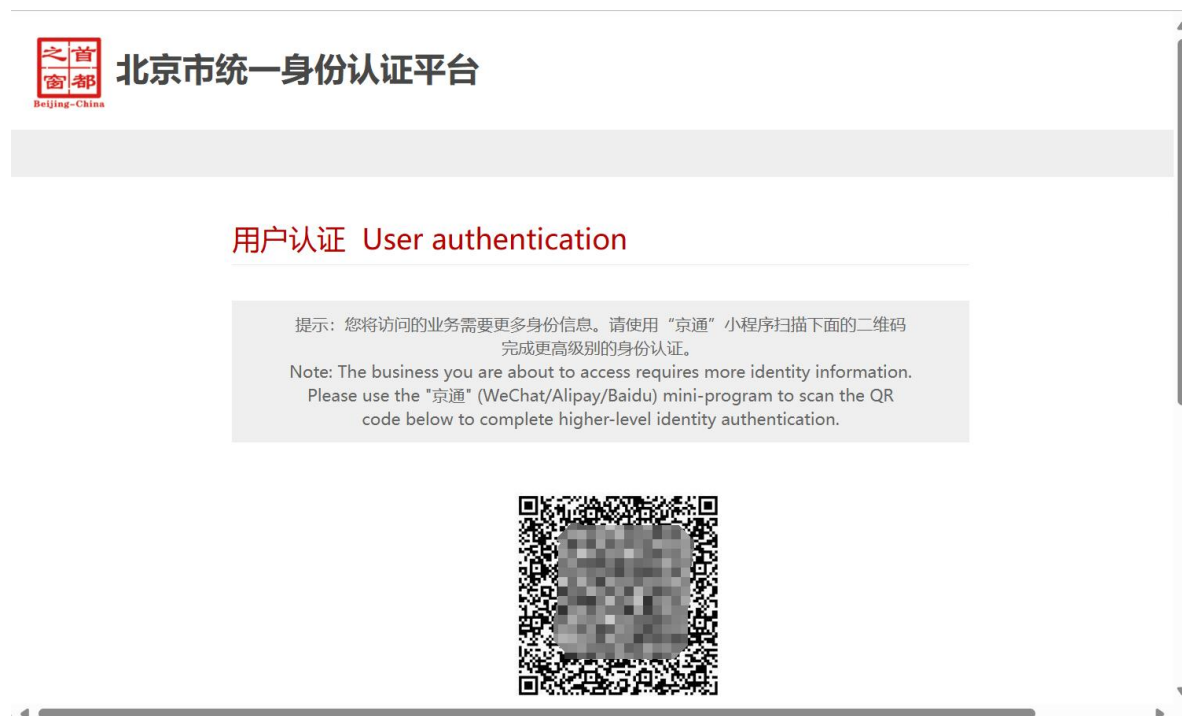 首都之窗
Beijing-China
北京市统一身份认证平台
用户认证 User authentication
提示：您将访问的业务需要更多身份信息。请使用“京通”小程序扫描下面的二维码
完成更高级别的身份认证。
Note: The business you are about to access requires more identity information.
Please use the "京通" (WeChat/Alipay/Baidu) mini-program to scan the QR
code below to complete higher-level identity authentication.